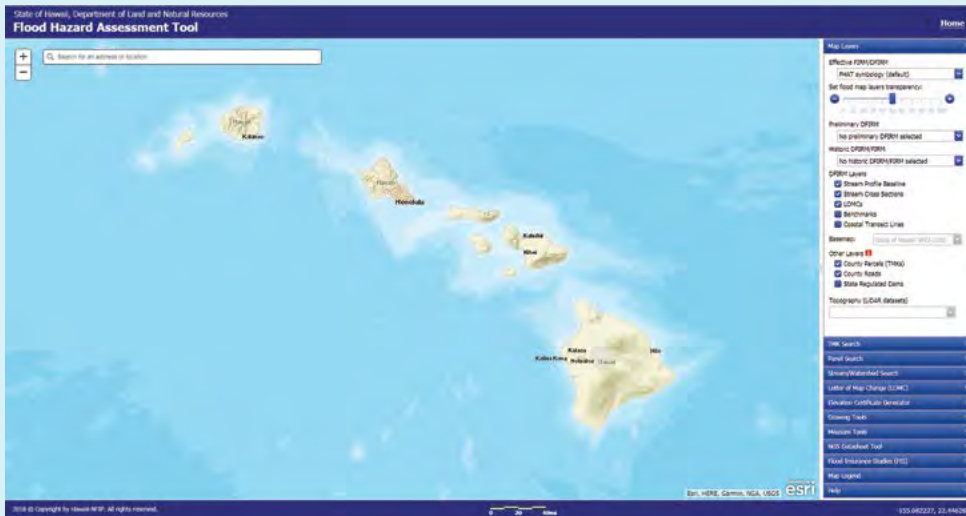 State of Hawaii, Department of Land and Natural Resources
Flood Hazard Assessment Tool
Home
+
−
Search for an address or location
Honolulu
Kahului
Kihei
Hilo
Hawaii
Map Layers
Effective FIRM/DFIRM
FHAT symbology (default)
Set flood map layers transparency:
Preliminary DFIRM
No preliminary DFIRM selected
Historic DFIRM/FIRM
No historic DFIRM/FIRM selected
DFIRM Layers
Stream Profile Baseline
Stream Cross Sections
LOMCs
Benchmarks
Coastal Transect Lines
Basemap:
Other Layers
County Parcels (TMKs)
County Roads
State Regulated Dams
Topography (LiDAR datasets)
TMK Search
Panel Search
Stream/Watershed Search
Letter of Map Change (LOMC)
Elevation Certificate Generator
Drawing Tools
Measure Tools
NGS Datasheet Tool
Flood Insurance Studies (FIS)
Map Legend
Help
Esri, HERE, Garmin, NGA, USGS
esri
2018 © Copyright by Hawaii NFIP. All rights reserved.